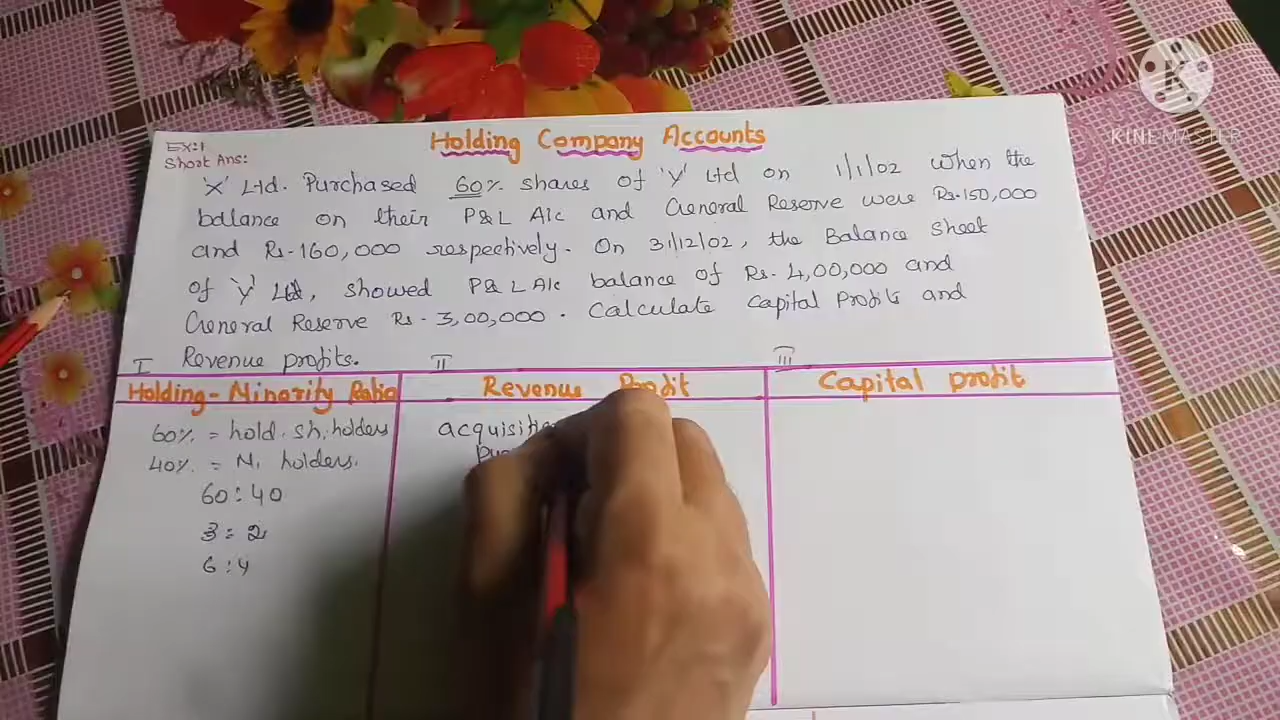 KINEMASTER
Ex:1
Short Ans:
Holding Company Accounts
'X' Ltd. Purchased 60% shares of 'Y' Ltd on 1/1/02 when the
balance on their P&L A/c and General Reserve were Rs.150,000
and Rs.160,000 respectively. On 31/12/02, the Balance sheet
of 'Y' Ltd, showed P&L A/c balance of Rs. 4,00,000 and
General Reserve Rs. 3,00,000. Calculate Capital Profits and
Revenue profits.
I
II
III
Holding-Minority Ratio
60% = hold. sh. holders
40% = M. holders.
60:40
3:2
6:4
Revenue Profit
Capital profit